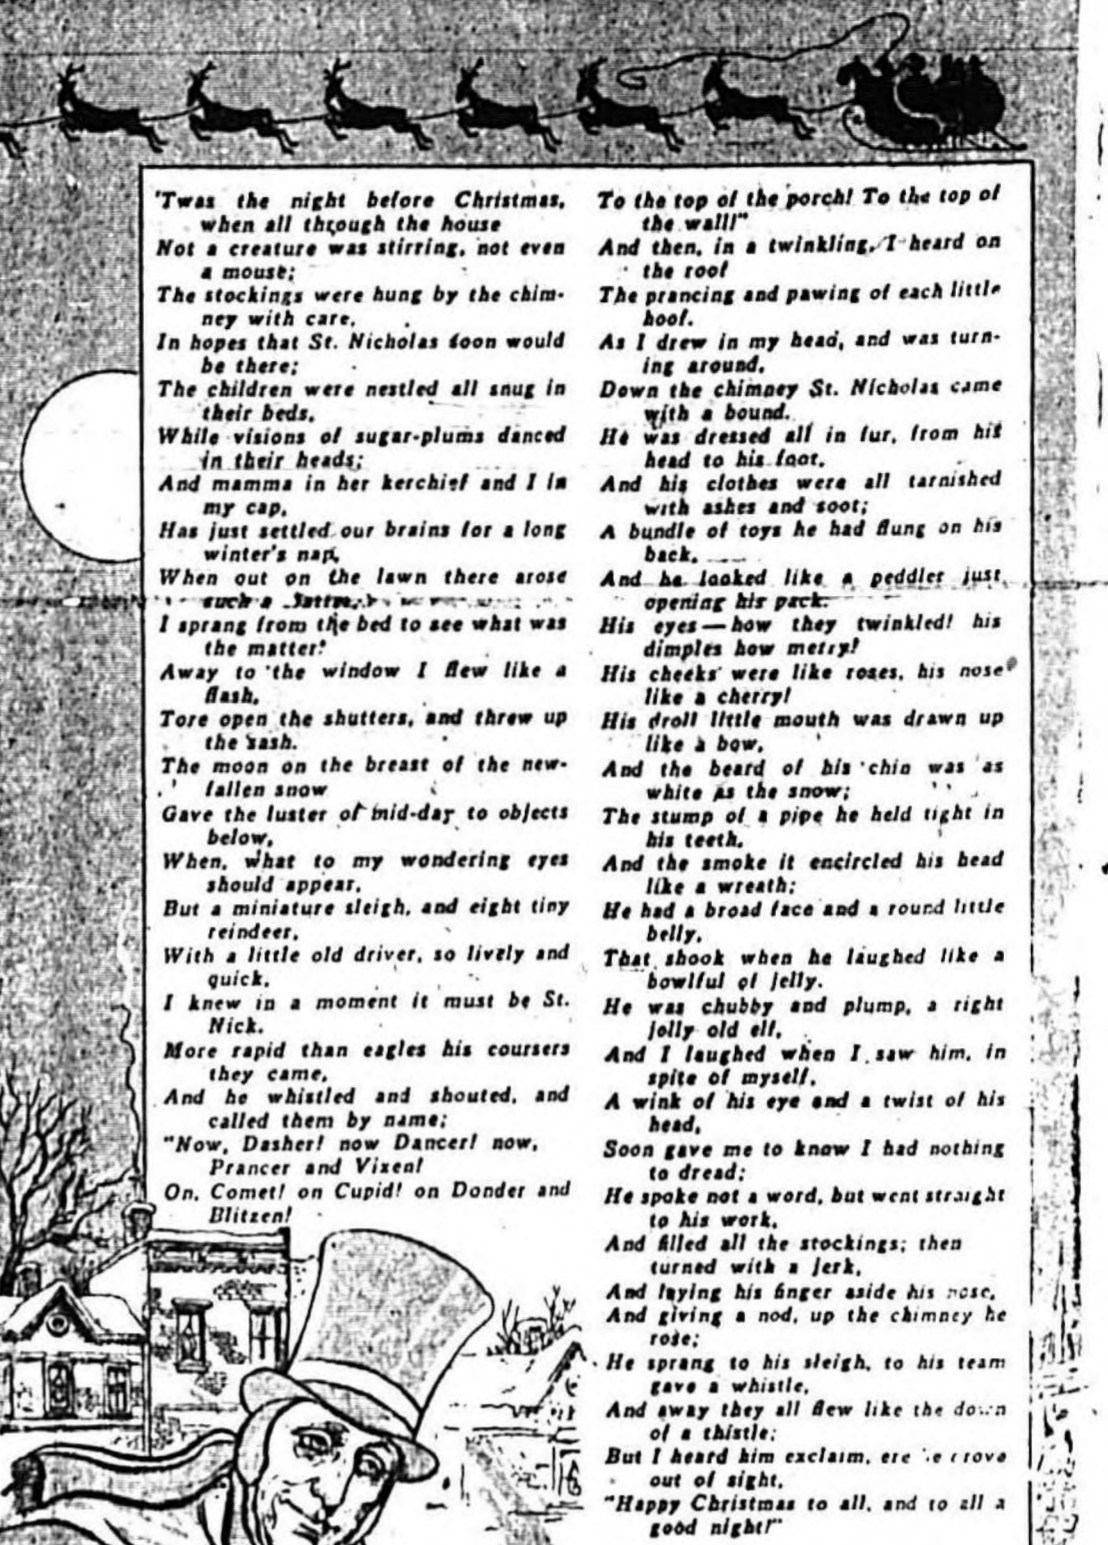 'Twas the night before Christmas,
when all through the house
Not a creature was stirring, not even
a mouse;
The stockings were hung by the chim-
ney with care,
In hopes that St. Nicholas soon would
be there;
The children were nestled all snug in
their beds,
While visions of sugar-plums danced
in their heads;
And mamma in her kerchief and I in
my cap,
Has just settled our brains for a long
winter's nap,
When out on the lawn there arose
such a
I sprang from the bed to see what was
the matter:
Away to the window I flew like a
flash,
Tore open the shutters, and threw up
the sash.
The moon on the breast of the new-
fallen snow
Gave the luster of mid-day to objects
below,
When, what to my wondering eyes
should appear,
But a miniature sleigh, and eight tiny
reindeer,
With a little old driver, so lively and
quick,
I knew in a moment it must be St.
Nick.
More rapid than eagles his coursers
they came,
And he whistled and shouted, and
called them by name;
"Now, Dasher! now Dancer! now,
Prancer and Vixen!
On, Comet! on Cupid! on Donder and
Blitzen!
To the top of the porch! To the top of
the wall!"
And then, in a twinkling, I heard on
the roof
The prancing and pawing of each little
hoof.
As I drew in my head, and was turn-
ing around,
Down the chimney St. Nicholas came
with a bound.
He was dressed all in fur, from his
head to his foot,
And his clothes were all tarnished
with ashes and soot;
A bundle of toys he had flung on his
back,
And he looked like a peddler just
opening his pack.
His eyes—how they twinkled! his
dimples how merry!
His cheeks were like roses, his nose
like a cherry!
His droll little mouth was drawn up
like a bow,
And the beard of his chin was as
white as the snow;
The stump of a pipe he held tight in
his teeth,
And the smoke it encircled his head
like a wreath;
He had a broad face and a round little
belly,
That shook when he laughed like a
bowlful of jelly.
He was chubby and plump, a right
jolly old elf,
And I laughed when I saw him, in
spite of myself,
A wink of his eye and a twist of his
head,
Soon gave me to know I had nothing
to dread;
He spoke not a word, but went straight
to his work,
And filled all the stockings; then
turned with a jerk,
And laying his finger aside his nose,
And giving a nod, up the chimney he
rose;
He sprang to his sleigh, to his team
gave a whistle,
And away they all flew like the down
of a thistle;
But I heard him exclaim, ere he drove
out of sight,
"Happy Christmas to all, and to all a
good night!"